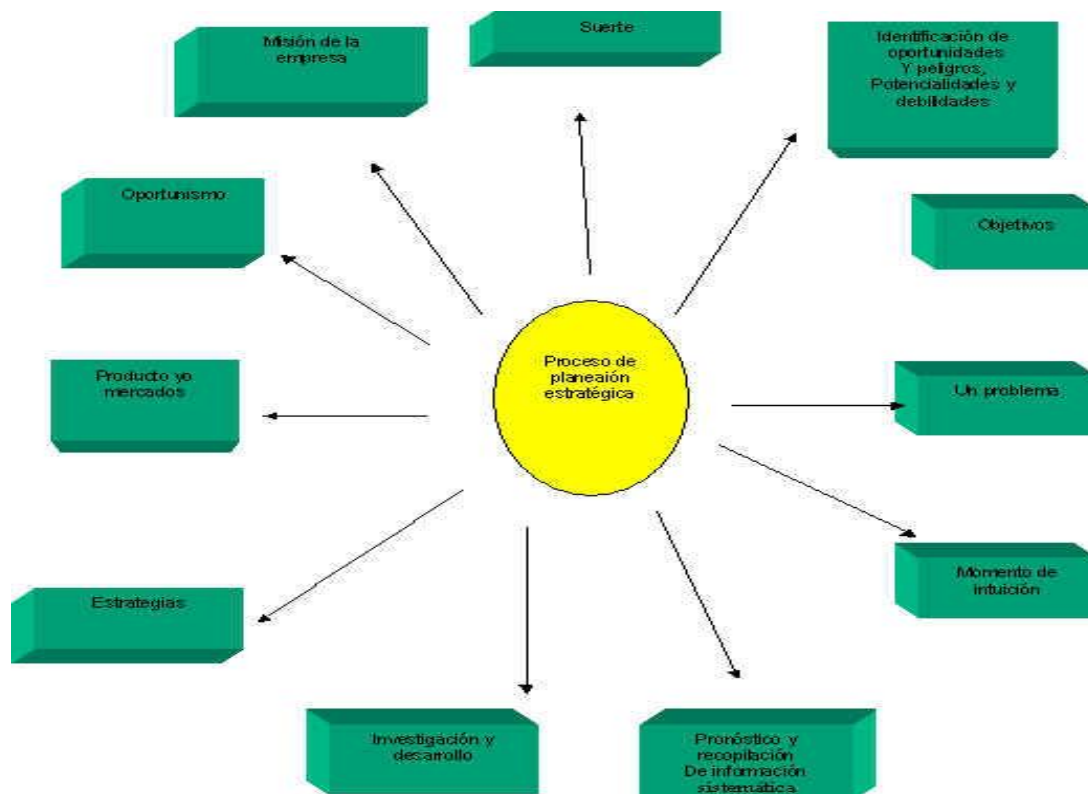 Misión de la
empresa
Suerte
Identificación de
oportunidades
Y peligros,
Potencialidades y
debilidades
Oportunismo
Objetivos
Proceso de
planeaión
estratégica
Producto yo
mercados
Un problema
Momento de
intuición
Estrategias
Investigación y
desarrollo
Pronóstico y
recopilación
De información
sistemática